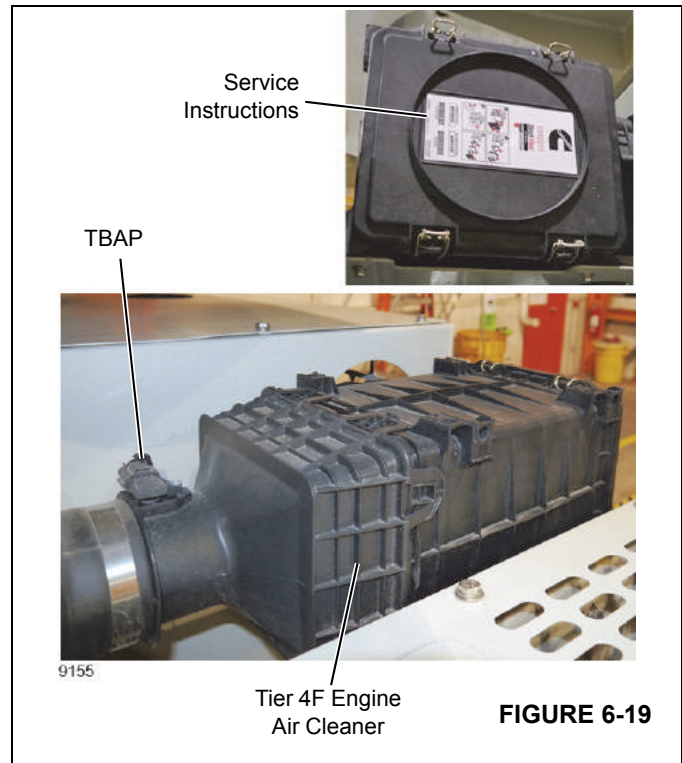 Service
Instructions
TBAP
9155
Tier 4F Engine
Air Cleaner
FIGURE 6-19